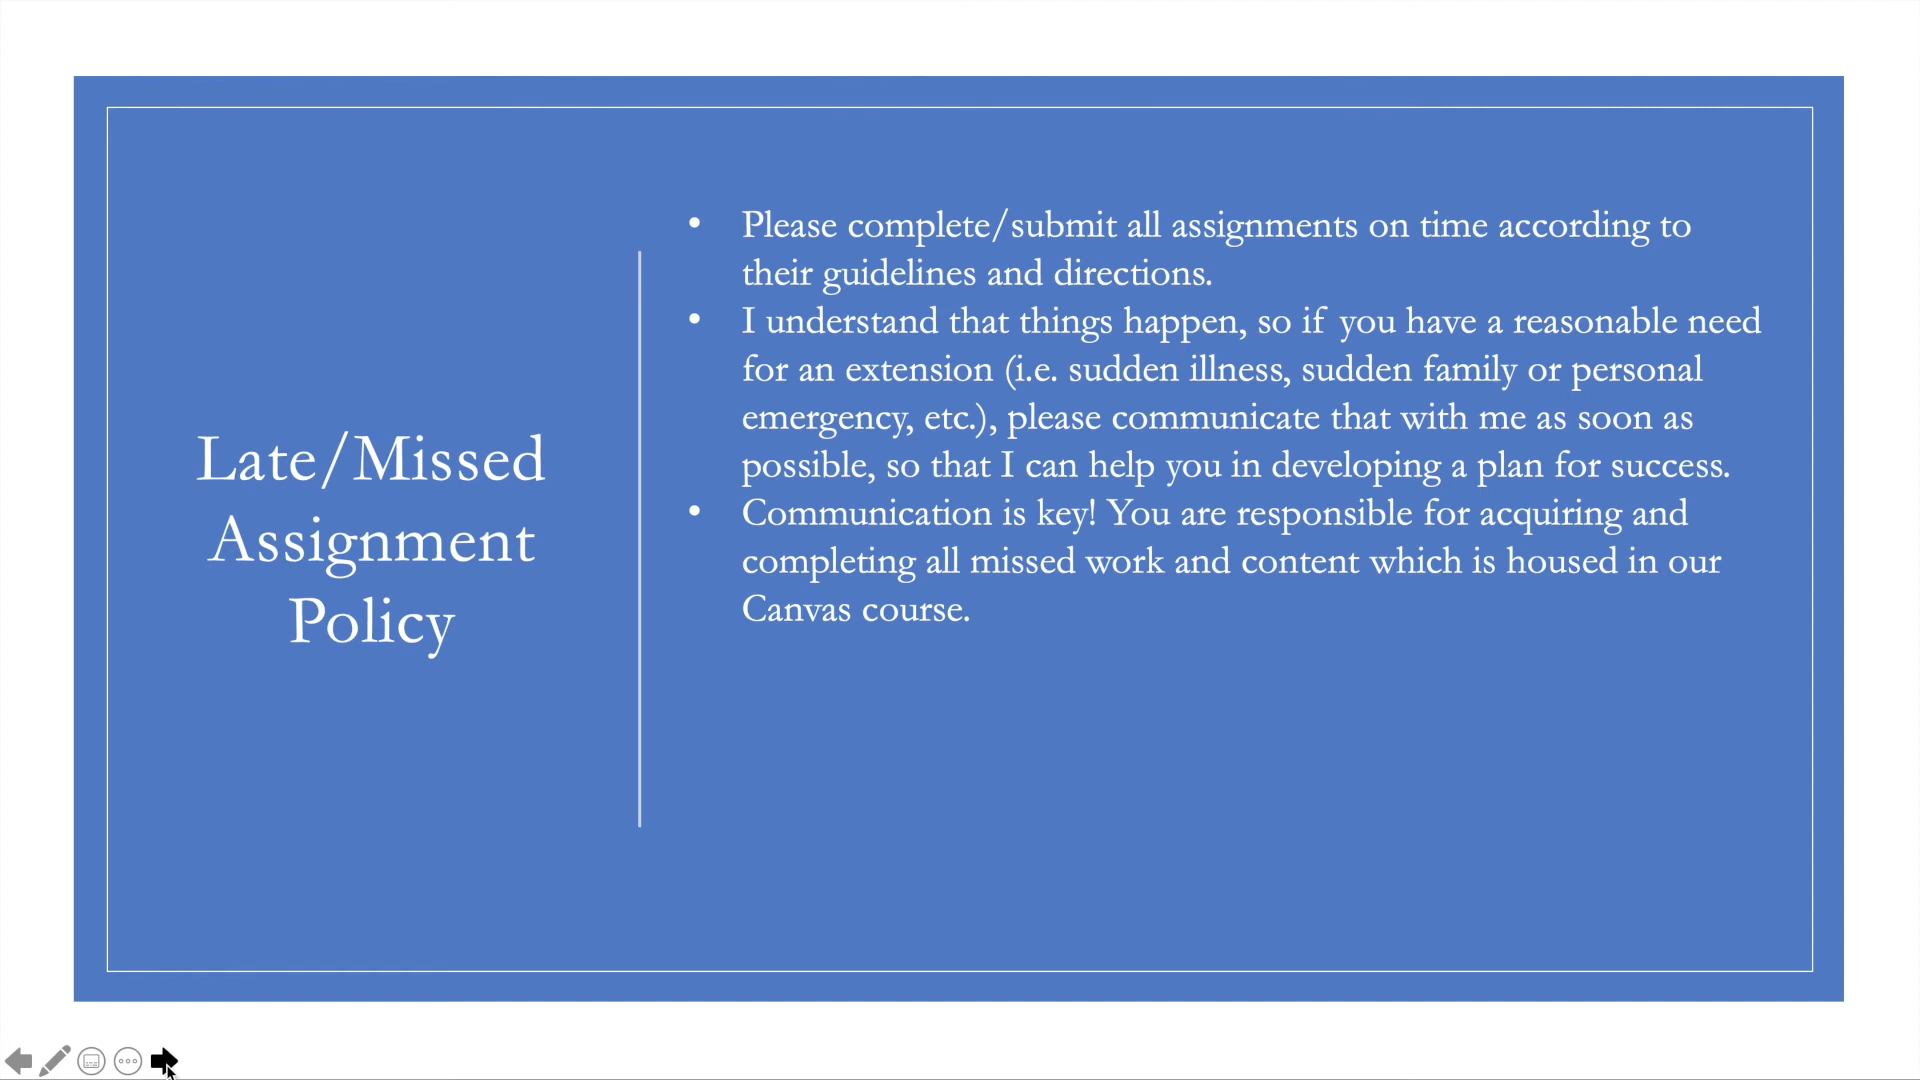 Late/Missed
Assignment
Policy
• Please complete/submit all assignments on time according to
their guidelines and directions.
• I understand that things happen, so if you have a reasonable need
for an extension (i.e. sudden illness, sudden family or personal
emergency, etc.), please communicate that with me as soon as
possible, so that I can help you in developing a plan for success.
• Communication is key! You are responsible for acquiring and
completing all missed work and content which is housed in our
Canvas course.